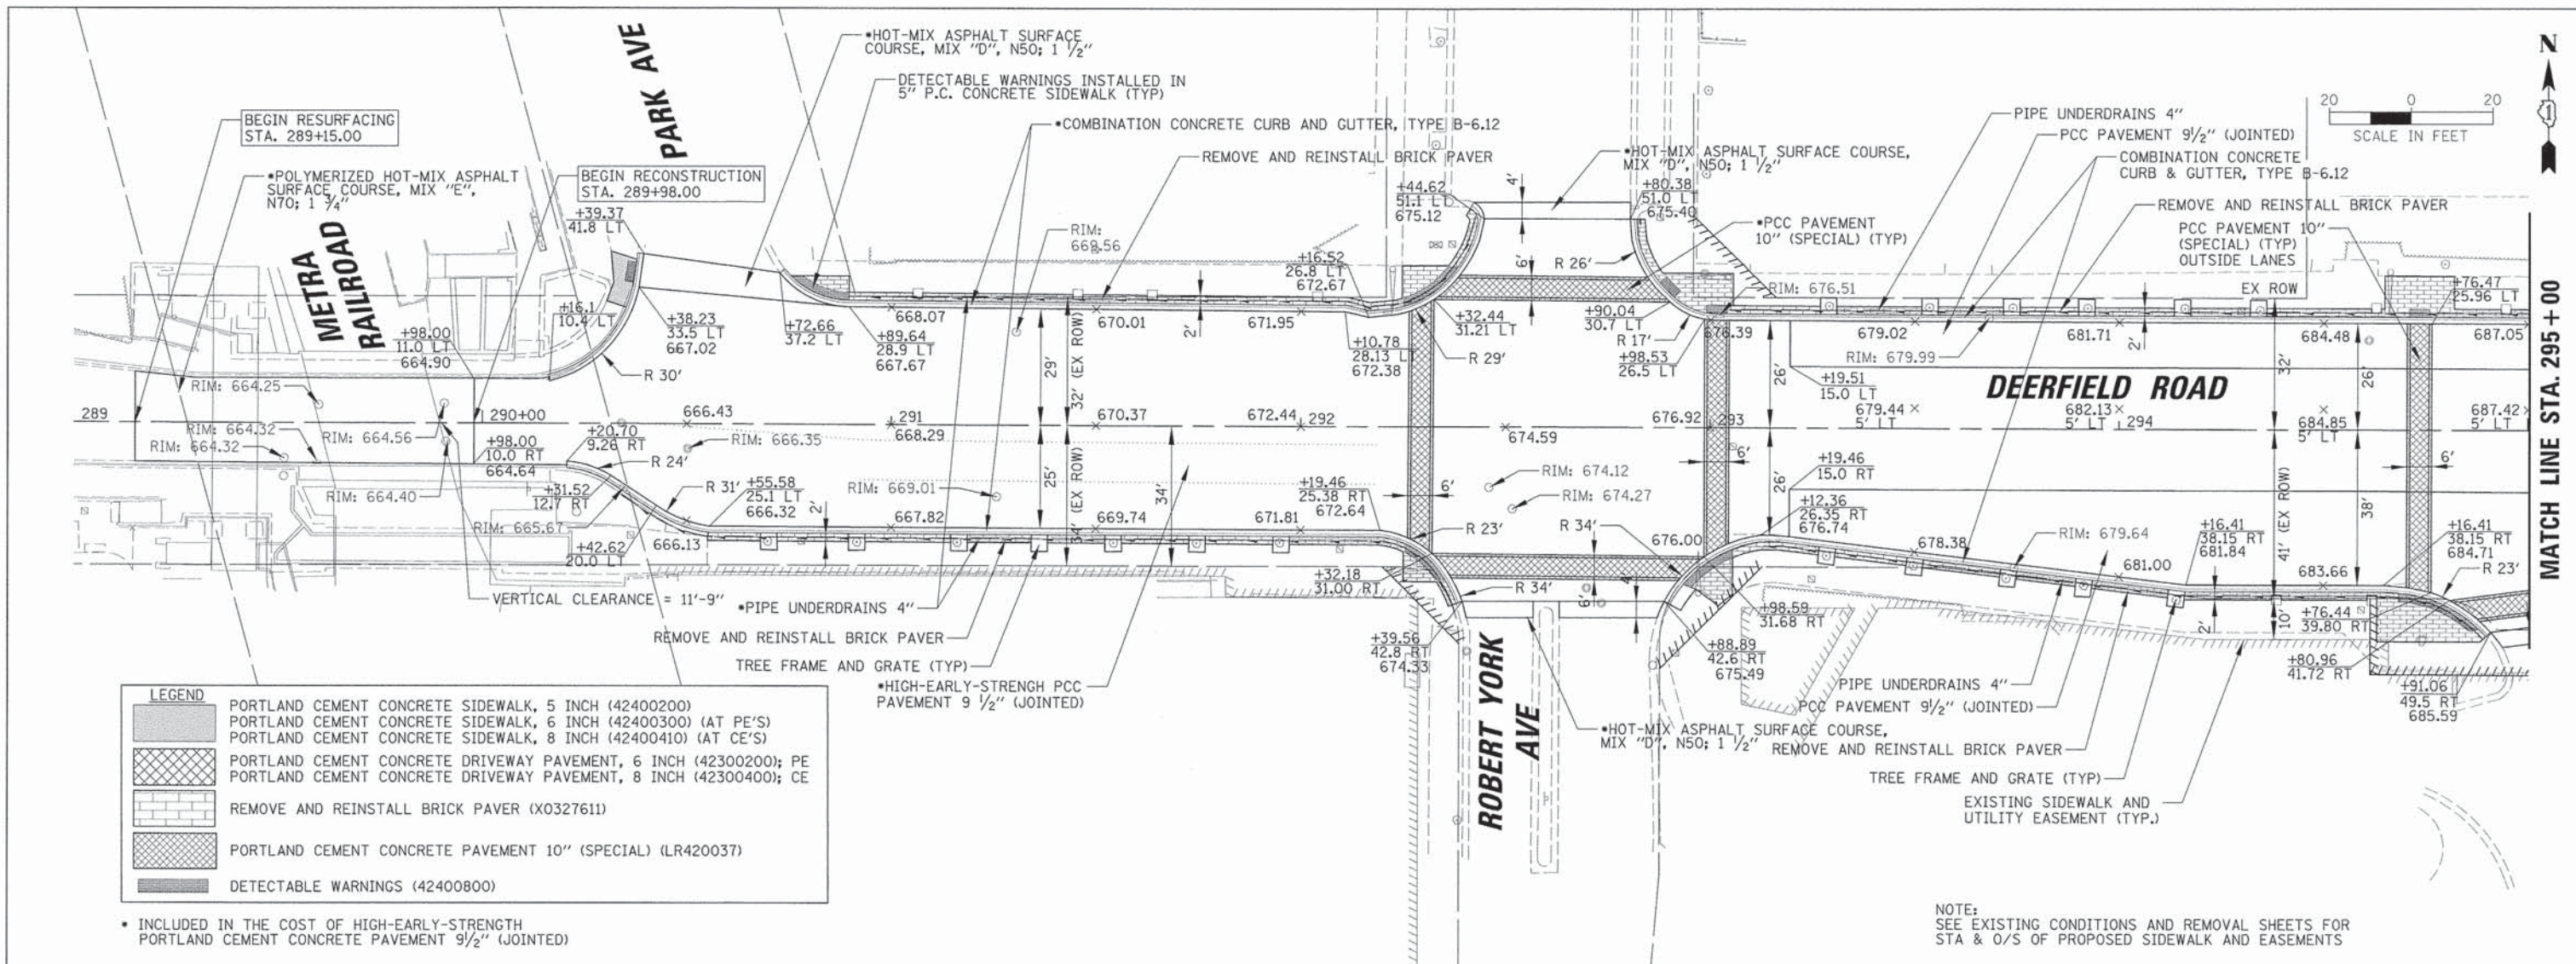 *HOT-MIX ASPHALT SURFACE
COURSE, MIX "D", N50; 1 1/2"
DETECTABLE WARNINGS INSTALLED IN
5" P.C. CONCRETE SIDEWALK (TYP)
*COMBINATION CONCRETE CURB AND GUTTER, TYPE B-6.12
REMOVE AND REINSTALL BRICK PAVER
PARK AVE
BEGIN RESURFACING
STA. 289+15.00
*POLYMERIZED HOT-MIX ASPHALT
SURFACE COURSE, MIX "E",
N70; 1 3/4"
BEGIN RECONSTRUCTION
STA. 289+98.00
METRA
RAILROAD
*HOT-MIX ASPHALT SURFACE COURSE,
MIX "D", N50; 1 1/2"
*PCC PAVEMENT
10" (SPECIAL) (TYP)
PIPE UNDERDRAINS 4"
PCC PAVEMENT 9 1/2" (JOINTED)
COMBINATION CONCRETE
CURB & GUTTER, TYPE B-6.12
REMOVE AND REINSTALL BRICK PAVER
PCC PAVEMENT 10"
(SPECIAL) (TYP)
OUTSIDE LANES
EX ROW
N
1
20 0 20
SCALE IN FEET
MATCH LINE STA. 295+00
+39.37
41.8 LT
+16.1
10.4 LT
+98.00
11.0 LT
664.90
+38.23
33.5 LT
667.02
+72.66
37.2 LT
+89.64
28.9 LT
667.67
668.07
RIM:
669.56
670.01
2'
671.95
+16.52
26.8 LT
672.67
+10.78
28.13 LT
672.38
+44.62
51.1 LT
675.12
4'
6'
+80.38
51.0 LT
675.40
R 26'
+32.44
31.21 LT
R 29'
+90.04
30.7 LT
R 17'
+98.53
26.5 LT
RIM: 676.51
676.39
679.02
681.71
2'
684.48
+76.47
25.96 LT
687.05
RIM: 679.99
+19.51
15.0 LT
26'
32'
26'
DEERFIELD ROAD
R 30'
29'
32' (EX ROW)
RIM: 664.25
289
RIM: 664.32
RIM: 664.32
RIM: 664.56
290+00
+98.00
10.0 RT
664.64
+20.70
9.26 RT
666.43
RIM: 666.35
291
668.29
670.37
672.44
292
674.59
676.92
293
679.44
5' LT
682.13
5' LT
294
684.85
5' LT
687.42
5' LT
R 24'
R 31'
RIM: 664.40
+31.52
12.7 RT
RIM: 665.67
+42.62
20.0 LT
666.13
+55.58
25.1 LT
666.32
2'
RIM: 669.01
667.82
25'
34' (EX ROW)
669.74
34'
671.81
+19.46
25.38 RT
672.64
6'
R 23'
RIM: 674.12
RIM: 674.27
R 34'
676.00
6'
+19.46
15.0 RT
26'
+12.36
26.35 RT
676.74
678.38
RIM: 679.64
681.00
+16.41
38.15 RT
681.84
41' (EX ROW)
38'
6'
+16.41
38.15 RT
684.71
R 23'
683.66
+32.18
31.00 RT
R 34'
6'
4'
+39.56
42.8 RT
674.33
+98.59
31.68 RT
+88.89
42.6 RT
675.49
2'
10'
+76.44
39.80 RT
+80.96
41.72 RT
+91.06
49.5 RT
685.59
VERTICAL CLEARANCE = 11'-9"
*PIPE UNDERDRAINS 4"
REMOVE AND REINSTALL BRICK PAVER
TREE FRAME AND GRATE (TYP)
*HIGH-EARLY-STRENGH PCC
PAVEMENT 9 1/2" (JOINTED)
ROBERT YORK
AVE
*HOT-MIX ASPHALT SURFACE COURSE,
MIX "D", N50; 1 1/2"
PIPE UNDERDRAINS 4"
PCC PAVEMENT 9 1/2" (JOINTED)
REMOVE AND REINSTALL BRICK PAVER
TREE FRAME AND GRATE (TYP)
EXISTING SIDEWALK AND
UTILITY EASEMENT (TYP.)
LEGEND
PORTLAND CEMENT CONCRETE SIDEWALK, 5 INCH (42400200)
PORTLAND CEMENT CONCRETE SIDEWALK, 6 INCH (42400300) (AT PE'S)
PORTLAND CEMENT CONCRETE SIDEWALK, 8 INCH (42400410) (AT CE'S)
PORTLAND CEMENT CONCRETE DRIVEWAY PAVEMENT, 6 INCH (42300200); PE
PORTLAND CEMENT CONCRETE DRIVEWAY PAVEMENT, 8 INCH (42300400); CE
REMOVE AND REINSTALL BRICK PAVER (X0327611)
PORTLAND CEMENT CONCRETE PAVEMENT 10" (SPECIAL) (LR420037)
DETECTABLE WARNINGS (42400800)
* INCLUDED IN THE COST OF HIGH-EARLY-STRENGTH
PORTLAND CEMENT CONCRETE PAVEMENT 9 1/2" (JOINTED)
NOTE:
SEE EXISTING CONDITIONS AND REMOVAL SHEETS FOR
STA & O/S OF PROPOSED SIDEWALK AND EASEMENTS